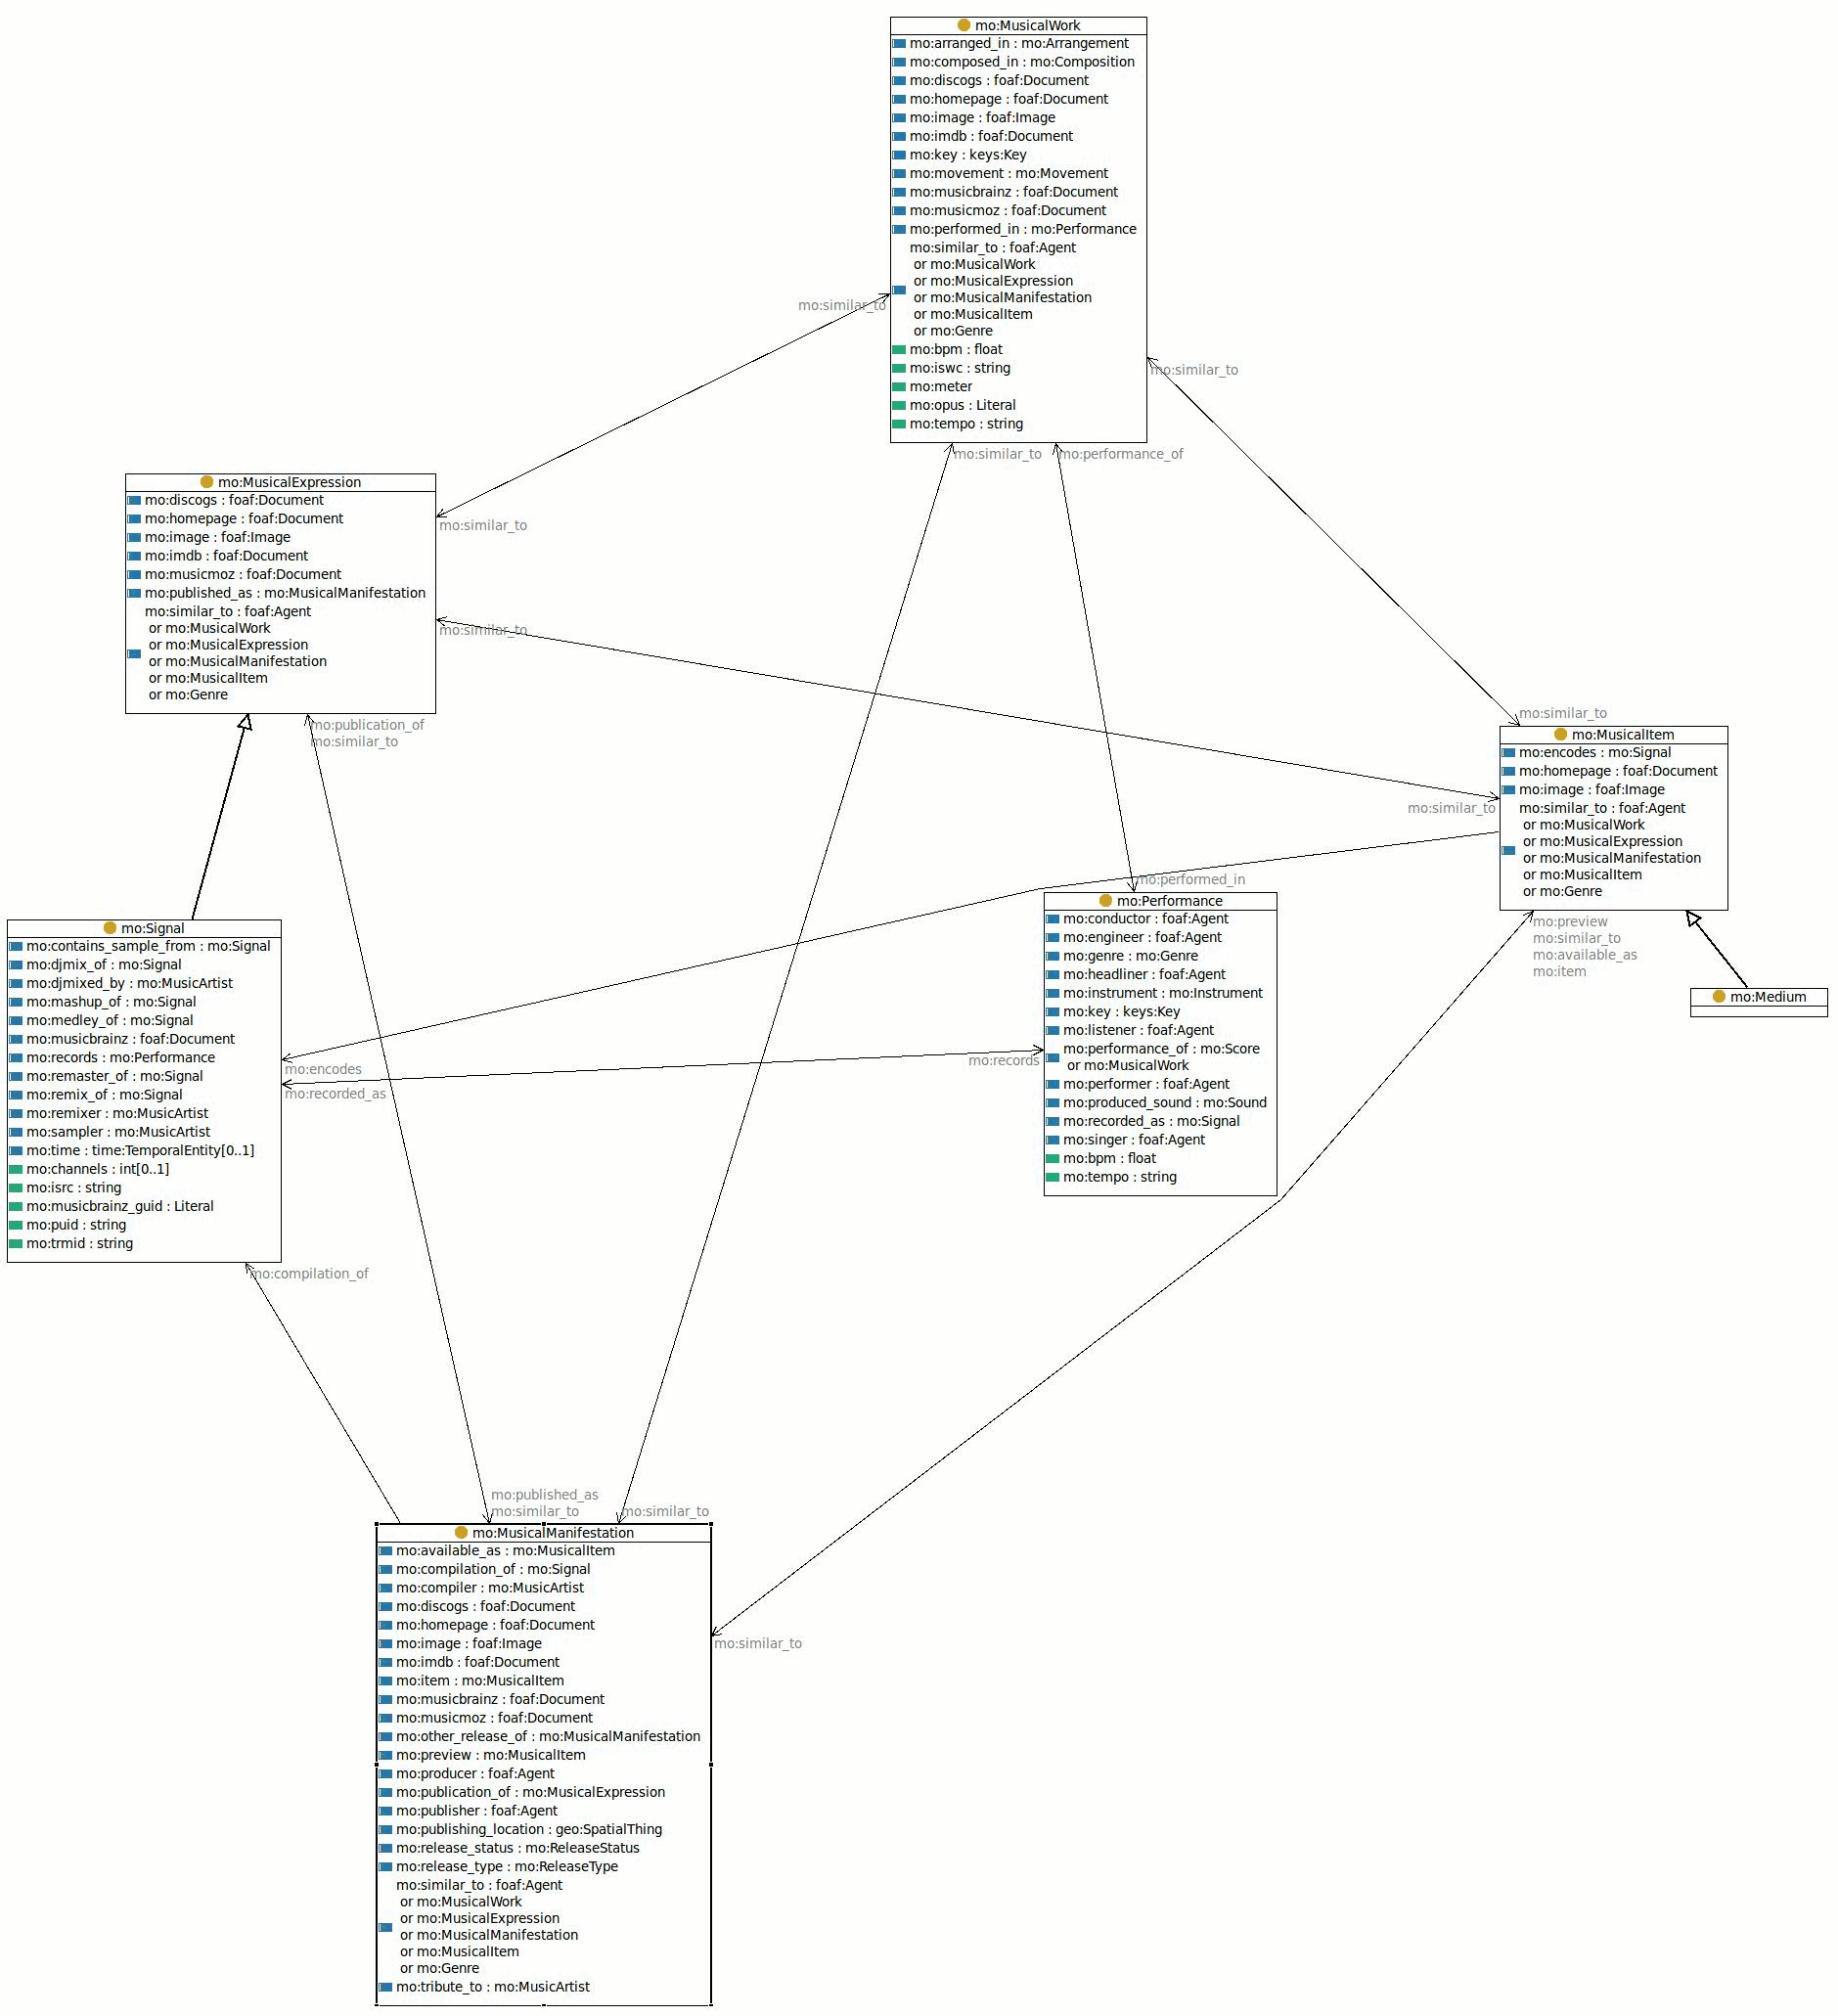 mo:MusicalWork
mo:arranged_in : mo:Arrangement
mo:composed_in : mo:Composition
mo:discogs : foaf:Document
mo:homepage : foaf:Document
mo:image : foaf:Image
mo:imdb : foaf:Document
mo:key : keys:Key
mo:movement : mo:Movement
mo:musicbrainz : foaf:Document
mo:musicmoz : foaf:Document
mo:performed_in : mo:Performance
mo:similar_to : foaf:Agent
or mo:MusicalWork
or mo:MusicalExpression
or mo:MusicalManifestation
or mo:MusicalItem
or mo:Genre
mo:bpm : float
mo:iswc : string
mo:meter
mo:opus : Literal
mo:tempo : string
mo:similar_to
mo:similar_to
mo:similar_to
mo:performance_of
mo:MusicalExpression
mo:discogs : foaf:Document
mo:homepage : foaf:Document
mo:image : foaf:Image
mo:imdb : foaf:Document
mo:musicmoz : foaf:Document
mo:published_as : mo:MusicalManifestation
mo:similar_to : foaf:Agent
or mo:MusicalWork
or mo:MusicalExpression
or mo:MusicalManifestation
or mo:MusicalItem
or mo:Genre
mo:similar_to
mo:similar_to
mo:publication_of
mo:similar_to
mo:similar_to
mo:MusicalItem
mo:encodes : mo:Signal
mo:homepage : foaf:Document
mo:image : foaf:Image
mo:similar_to : foaf:Agent
or mo:MusicalWork
or mo:MusicalExpression
or mo:MusicalManifestation
or mo:MusicalItem
or mo:Genre
mo:similar_to
mo:preview
mo:similar_to
mo:available_as
mo:item
mo:Medium
mo:performed_in
mo:Performance
mo:conductor : foaf:Agent
mo:engineer : foaf:Agent
mo:genre : mo:Genre
mo:headliner : foaf:Agent
mo:instrument : mo:Instrument
mo:key : keys:Key
mo:listener : foaf:Agent
mo:performance_of : mo:Score
or mo:MusicalWork
mo:performer : foaf:Agent
mo:produced_sound : mo:Sound
mo:recorded_as : mo:Signal
mo:singer : foaf:Agent
mo:bpm : float
mo:tempo : string
mo:records
mo:Signal
mo:contains_sample_from : mo:Signal
mo:djmix_of : mo:Signal
mo:djmixed_by : mo:MusicArtist
mo:mashup_of : mo:Signal
mo:medley_of : mo:Signal
mo:musicbrainz : foaf:Document
mo:records : mo:Performance
mo:remaster_of : mo:Signal
mo:remix_of : mo:Signal
mo:remixer : mo:MusicArtist
mo:sampler : mo:MusicArtist
mo:time : time:TemporalEntity[0..1]
mo:channels : int[0..1]
mo:isrc : string
mo:musicbrainz_guid : Literal
mo:puid : string
mo:trmid : string
mo:encodes
mo:recorded_as
mo:compilation_of
mo:published_as
mo:similar_to
mo:similar_to
mo:MusicalManifestation
mo:available_as : mo:MusicalItem
mo:compilation_of : mo:Signal
mo:compiler : mo:MusicArtist
mo:discogs : foaf:Document
mo:homepage : foaf:Document
mo:image : foaf:Image
mo:imdb : foaf:Document
mo:item : mo:MusicalItem
mo:musicbrainz : foaf:Document
mo:musicmoz : foaf:Document
mo:other_release_of : mo:MusicalManifestation
mo:preview : mo:MusicalItem
mo:producer : foaf:Agent
mo:publication_of : mo:MusicalExpression
mo:publisher : foaf:Agent
mo:publishing_location : geo:SpatialThing
mo:release_status : mo:ReleaseStatus
mo:release_type : mo:ReleaseType
mo:similar_to : foaf:Agent
or mo:MusicalWork
or mo:MusicalExpression
or mo:MusicalManifestation
or mo:MusicalItem
or mo:Genre
mo:tribute_to : mo:MusicArtist
mo:similar_to